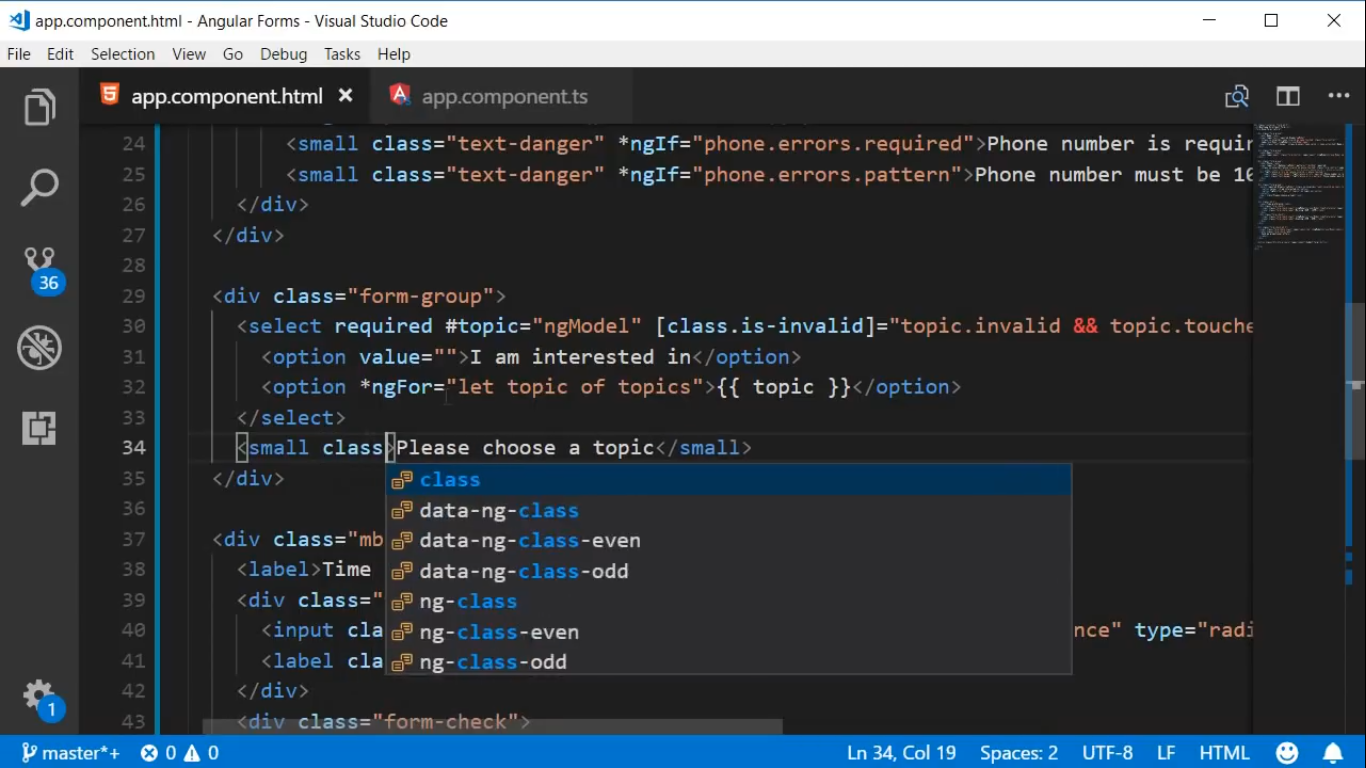 app.component.html - Angular Forms - Visual Studio Code
File Edit Selection View Go Debug Tasks Help
app.component.html app.component.ts
24 <small class="text-danger" *ngIf="phone.errors.required">Phone number is requir
25 <small class="text-danger" *ngIf="phone.errors.pattern">Phone number must be 10
26 </div>
27 </div>
28
29 <div class="form-group">
30 <select required #topic="ngModel" [class.is-invalid]="topic.invalid && topic.touche
31 <option value="">I am interested in</option>
32 <option *ngFor="let topic of topics">{{ topic }}</option>
33 </select>
34 <small class>Please choose a topic</small>
35 </div> class
36 data-ng-class
37 <div class="mb data-ng-class-even
38 <label>Time data-ng-class-odd
39 <div class=" ng-class
40 <input cla ng-class-even nce" type="radi
41 <label cla ng-class-odd
42 </div>
43 <div class="form-check">
36
1
master*+ 0 0 Ln 34, Col 19 Spaces: 2 UTF-8 LF HTML